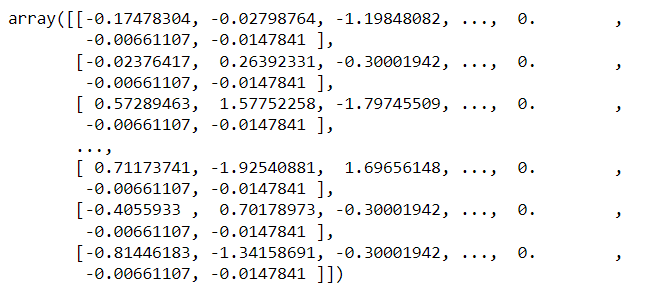 array([[-0.17478304, -0.02798764, -1.19848082, ..., 0.        ,
        -0.00661107, -0.0147841 ],
       [-0.02376417,  0.26392331, -0.30001942, ...,  0.        ,
        -0.00661107, -0.0147841 ],
       [ 0.57289463,  1.57752258, -1.79745509, ...,  0.        ,
        -0.00661107, -0.0147841 ],
       ...,
       [ 0.71173741, -1.92540881,  1.69656148, ...,  0.        ,
        -0.00661107, -0.0147841 ],
       [-0.4055933 ,  0.70178973, -0.30001942, ...,  0.        ,
        -0.00661107, -0.0147841 ],
       [-0.81446183, -1.34158691, -0.30001942, ...,  0.        ,
        -0.00661107, -0.0147841 ]])